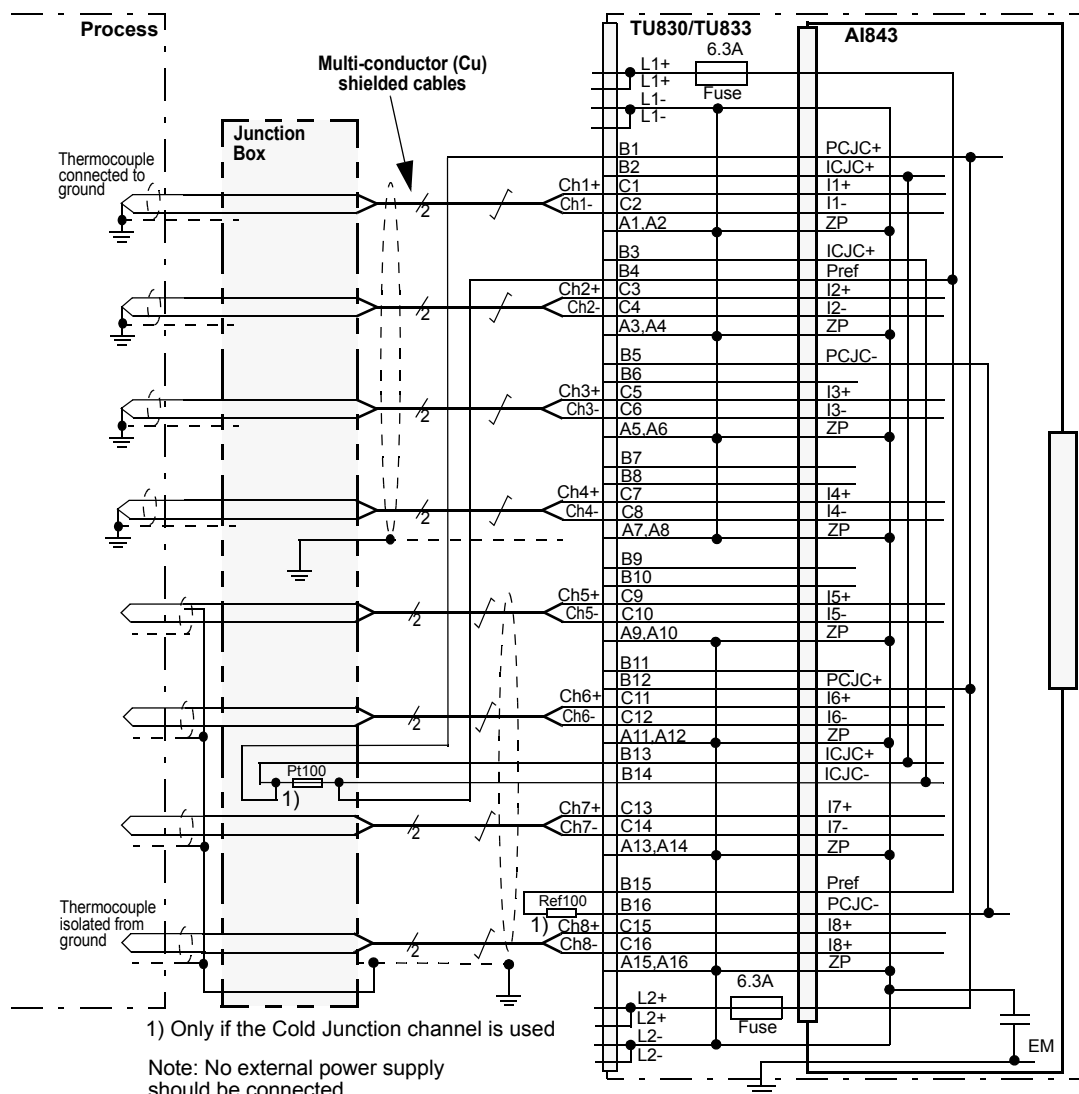 Process
TU830/TU833
AI843
6.3A
L1+
L1+
Fuse
L1-
L1-
Multi-conductor (Cu)
shielded cables
Junction
Box
Thermocouple
connected to
ground
B1 PCJC+
B2 ICJC+
Ch1+ C1 I1+
Ch1- C2 I1-
2
A1,A2 ZP
B3 ICJC+
B4 Pref
Ch2+ C3 I2+
Ch2- C4 I2-
2
A3,A4 ZP
B5 PCJC-
B6
Ch3+ C5 I3+
Ch3- C6 I3-
2
A5,A6 ZP
B7
B8
Ch4+ C7 I4+
Ch4- C8 I4-
2
A7,A8 ZP
B9
B10
Ch5+ C9 I5+
Ch5- C10 I5-
2
A9,A10 ZP
B11
B12 PCJC+
Ch6+ C11 I6+
Ch6- C12 I6-
2
A11,A12 ZP
B13 ICJC+
Pt100 B14 ICJC-
1)
Ch7+ C13 I7+
Ch7- C14 I7-
2
A13,A14 ZP
B15 Pref
Ref100 B16 PCJC-
1)
Ch8+ C15 I8+
Ch8- C16 I8+
2
A15,A16 ZP
Thermocouple
isolated from
ground
6.3A
L2+
L2+
Fuse
L2-
L2-
EM
1) Only if the Cold Junction channel is used
Note: No external power supply
should be connected